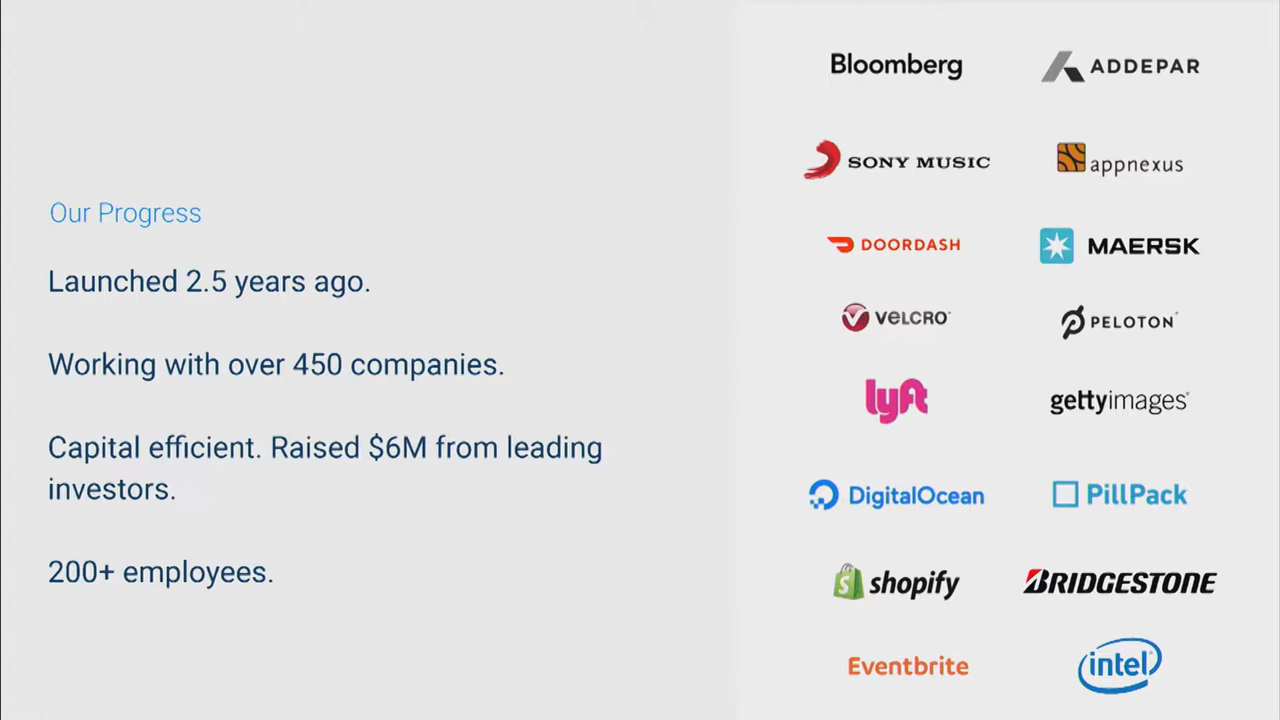 Our Progress
Launched 2.5 years ago.
Working with over 450 companies.
Capital efficient. Raised $6M from leading
investors.
200+ employees.
Bloomberg
ADDEPAR
SONY MUSIC
appnexus
DOORDASH
MAERSK
VELCRO
PELOTON
lyft
gettyimages®
DigitalOcean
PillPack
shopify
BRIDGESTONE
Eventbrite
intel